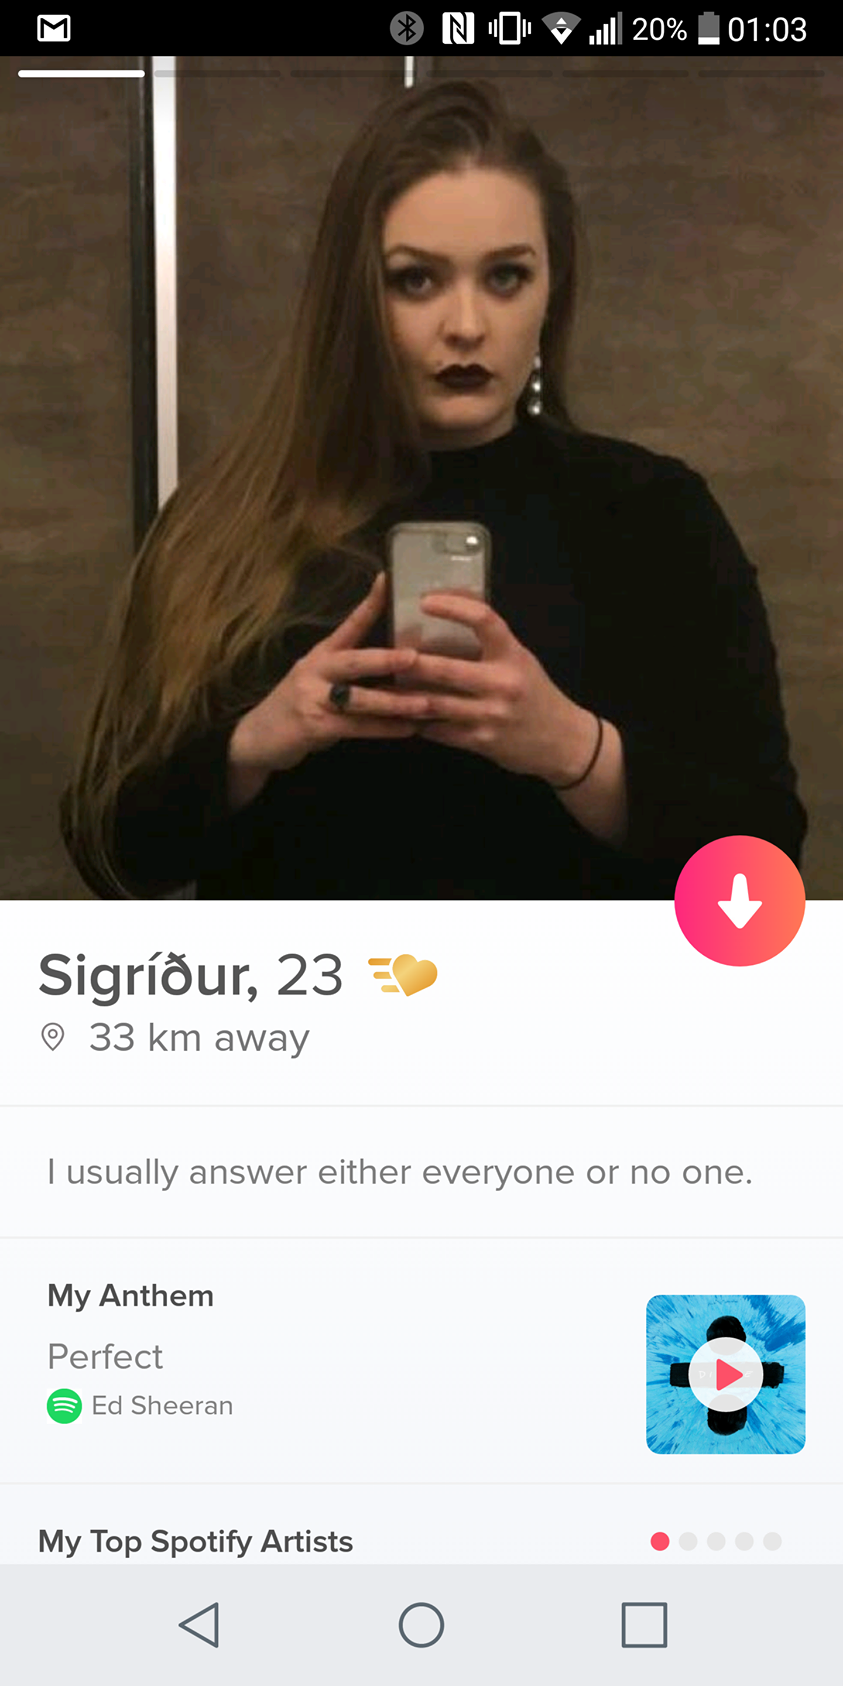 20% 01:03
Sigríður, 23
33 km away
I usually answer either everyone or no one.
My Anthem
Perfect
Ed Sheeran
My Top Spotify Artists